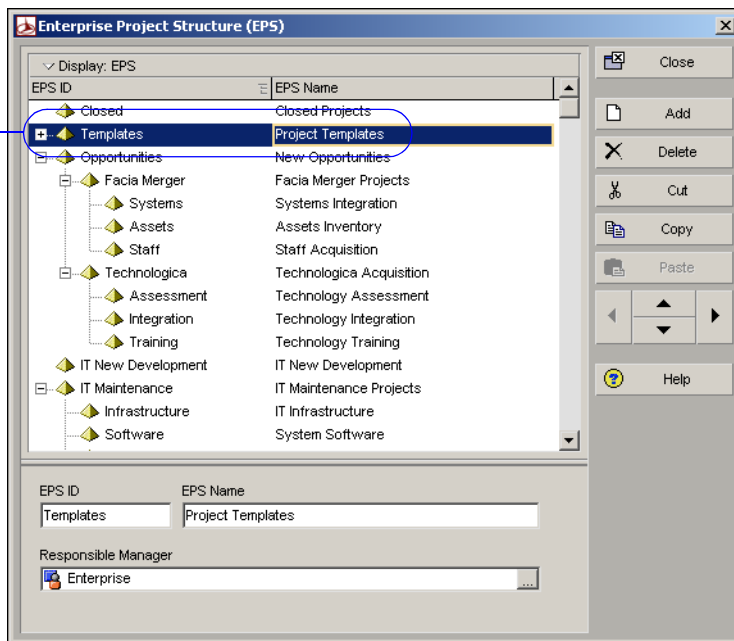 Enterprise Project Structure (EPS)
Display: EPS
EPS ID EPS Name
Closed Closed Projects
Templates Project Templates
Opportunities New Opportunities
Facia Merger Facia Merger Projects
Systems Systems Integration
Assets Assets Inventory
Staff Staff Acquisition
Technologica Technologica Acquisition
Assessment Technology Assessment
Integration Technology Integration
Training Technology Training
IT New Development IT New Development
IT Maintenance IT Maintenance Projects
Infrastructure IT Infrastructure
Software System Software
EPS ID EPS Name
Templates Project Templates
Responsible Manager
Enterprise ...
Close
Add
Delete
Cut
Copy
Paste
Help